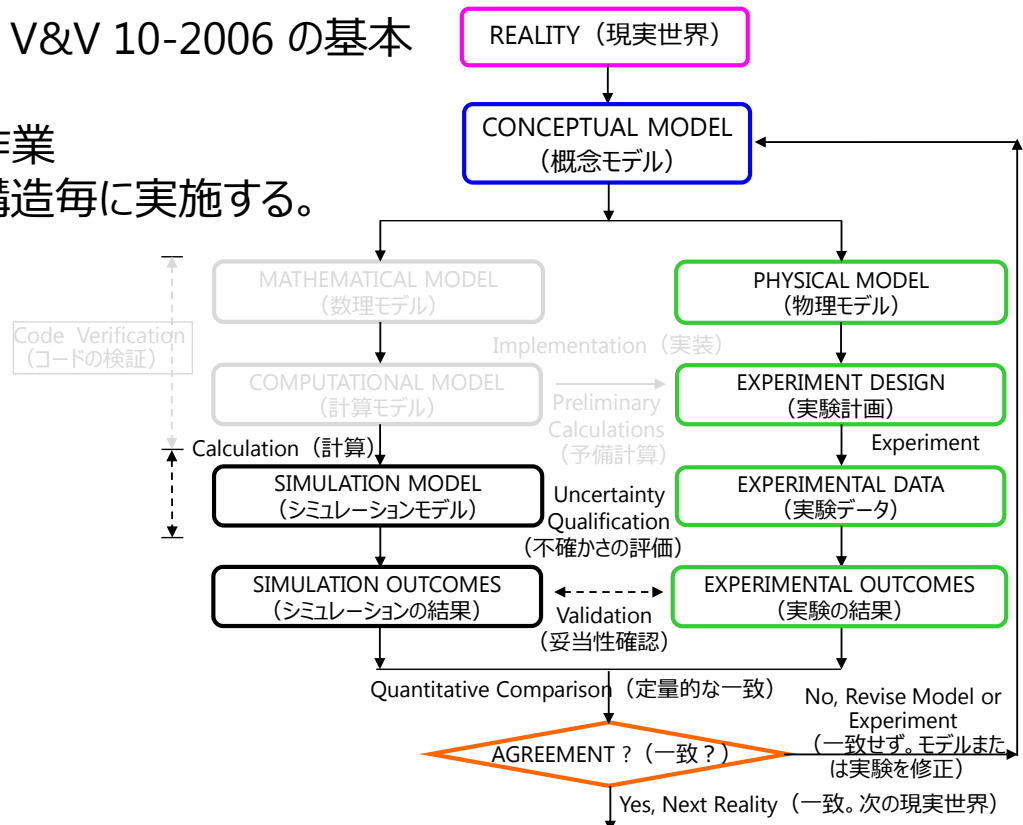 V&V 10-2006 の基本
作業
構造毎に実施する。
REALITY（現実世界）
CONCEPTUAL MODEL
（概念モデル）
MATHEMATICAL MODEL
（数理モデル）
PHYSICAL MODEL
（物理モデル）
Code Verification
（コードの検証）
Implementation（実装）
COMPUTATIONAL MODEL
（計算モデル）
Preliminary
Calculations
（予備計算）
EXPERIMENT DESIGN
（実験計画）
Calculation（計算）
Experiment
SIMULATION MODEL
（シミュレーションモデル）
Uncertainty
Qualification
（不確かさの評価）
EXPERIMENTAL DATA
（実験データ）
SIMULATION OUTCOMES
（シミュレーションの結果）
Validation
（妥当性確認）
EXPERIMENTAL OUTCOMES
（実験の結果）
Quantitative Comparison（定量的な一致）
No, Revise Model or
Experiment
（一致せず。モデルまた
は実験を修正）
AGREEMENT ?（一致？）
Yes, Next Reality（一致。次の現実世界）